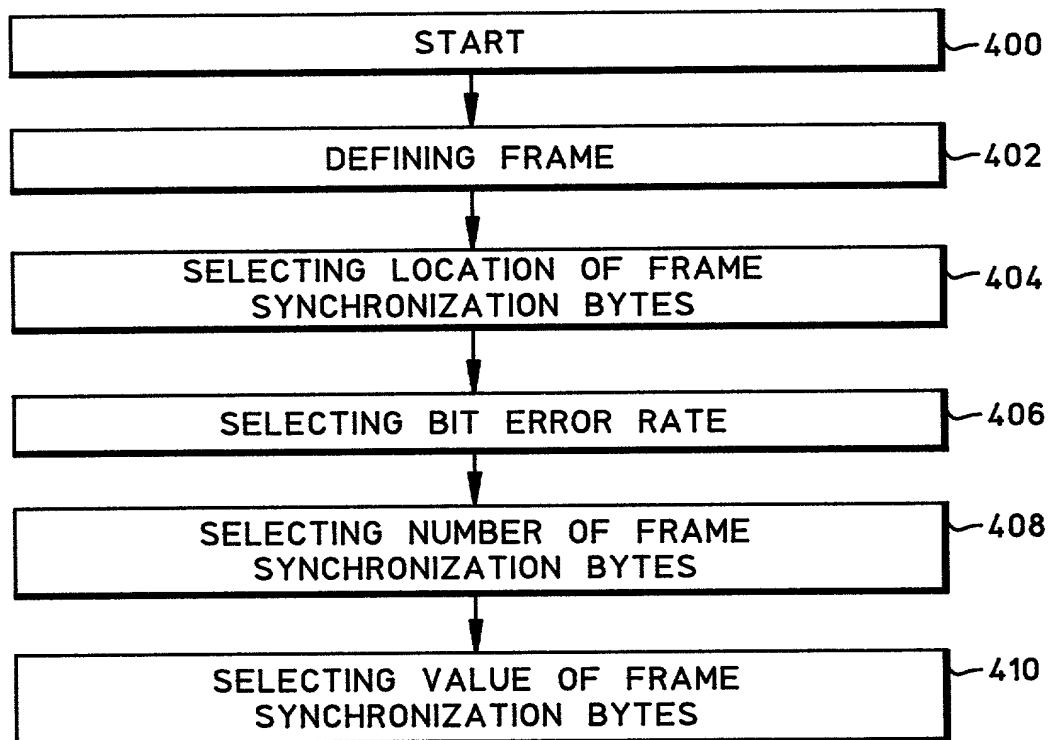 START
400
DEFINING FRAME
402
SELECTING LOCATION OF FRAME
SYNCHRONIZATION BYTES
404
SELECTING BIT ERROR RATE
406
SELECTING NUMBER OF FRAME
SYNCHRONIZATION BYTES
408
SELECTING VALUE OF FRAME
SYNCHRONIZATION BYTES
410